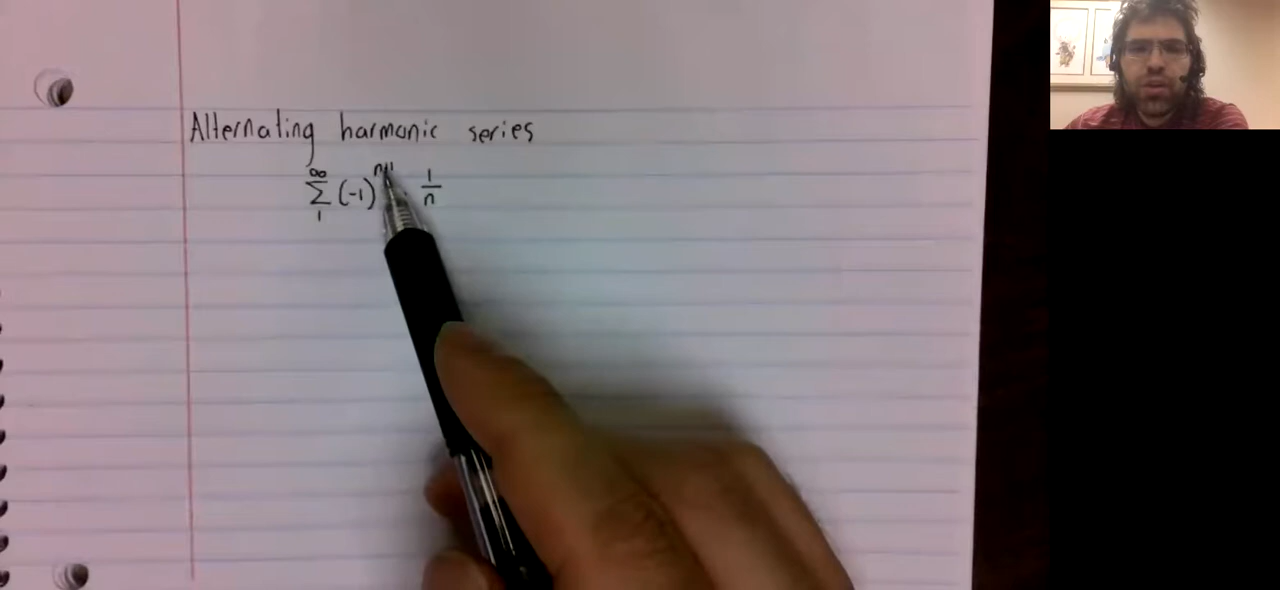 Alternating harmonic series
∞
∑ (-1)^n+1 · 1/n
1